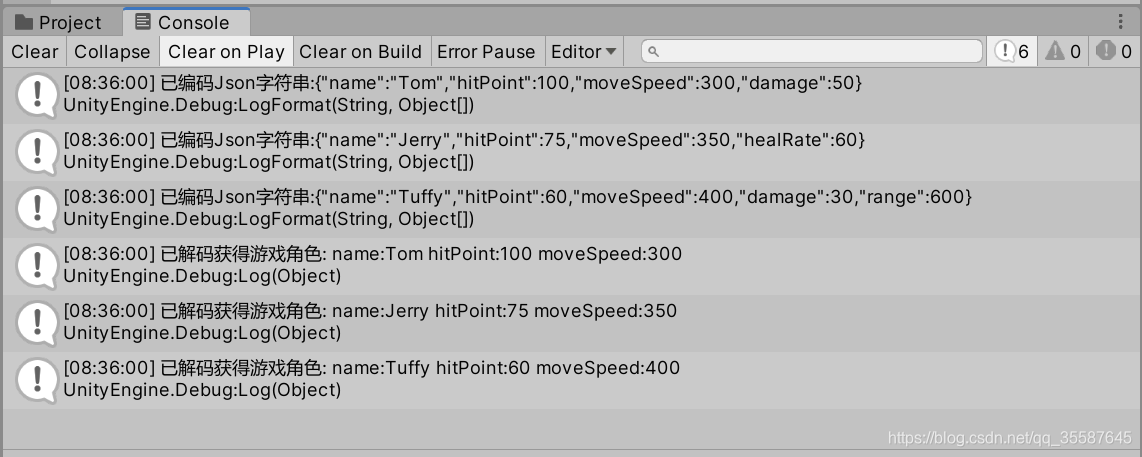 Project Console
Clear Collapse Clear on Play Clear on Build Error Pause Editor 6 0 0
[08:36:00] 已编码Json字符串:{"name":"Tom","hitPoint":100,"moveSpeed":300,"damage":50}
UnityEngine.Debug:LogFormat(String, Object[])
[08:36:00] 已编码Json字符串:{"name":"Jerry","hitPoint":75,"moveSpeed":350,"healRate":60}
UnityEngine.Debug:LogFormat(String, Object[])
[08:36:00] 已编码Json字符串:{"name":"Tuffy","hitPoint":60,"moveSpeed":400,"damage":30,"range":600}
UnityEngine.Debug:LogFormat(String, Object[])
[08:36:00] 已解码获得游戏角色: name:Tom hitPoint:100 moveSpeed:300
UnityEngine.Debug:Log(Object)
[08:36:00] 已解码获得游戏角色: name:Jerry hitPoint:75 moveSpeed:350
UnityEngine.Debug:Log(Object)
[08:36:00] 已解码获得游戏角色: name:Tuffy hitPoint:60 moveSpeed:400
UnityEngine.Debug:Log(Object)
https://blog.csdn.net/qq_35587645